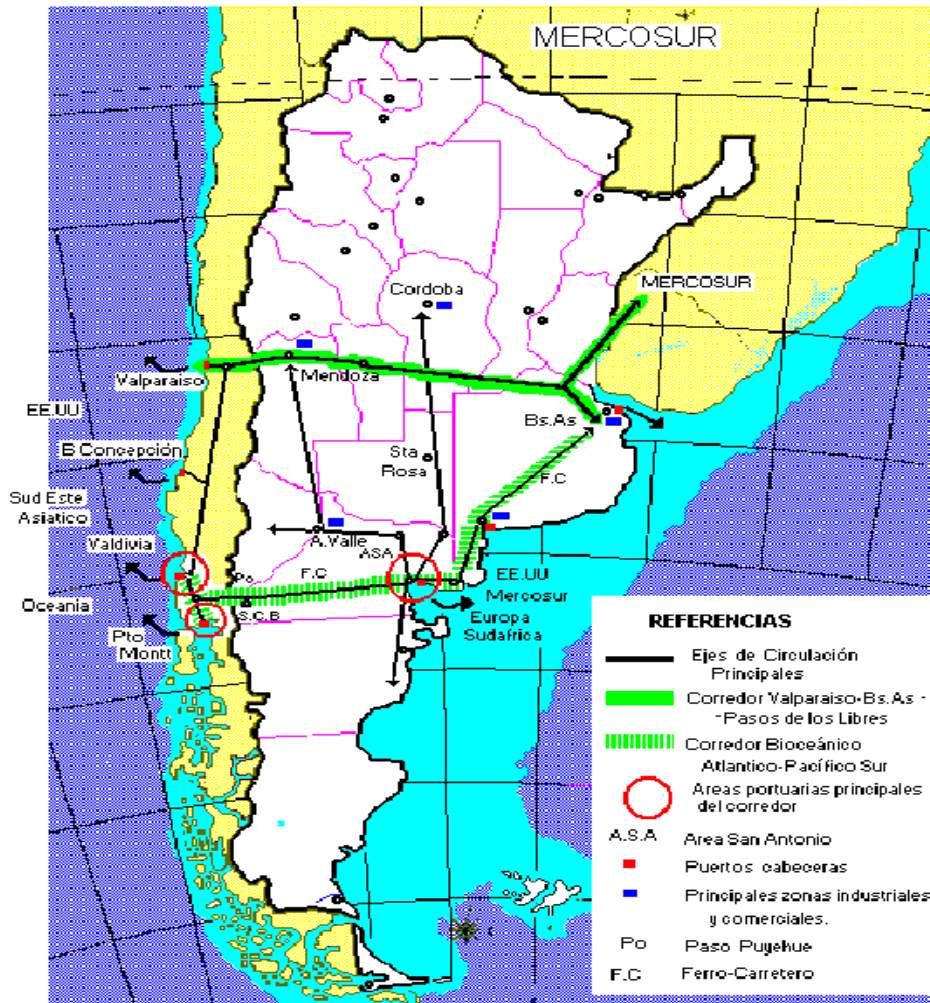 MERCOSUR
Cordoba
MERCOSUR
Valparaiso
Mendoza
EE.UU
Bs.As
B Concepción
Sta
Rosa
F.C
Sud Este
Asiatico
A.Valle
ASA
Valdivia
Po
F.C
EE.UU
Mercosur
Oceania
S.C.B
Europa
Sudafrica
Pto
Montt
REFERENCIAS
Ejes de Circulación
Principales
Corredor Valparaiso-Bs.As -
- Pasos de los Libres
Corredor Bioceánico
Atlantico-Pacífico Sur
Areas portuarias principales
del corredor
A.S.A Area San Antonio
Puertos cabeceras
Principales zonas industriales
y comerciales.
Po Paso Puyehue
F.C Ferro-Carretero